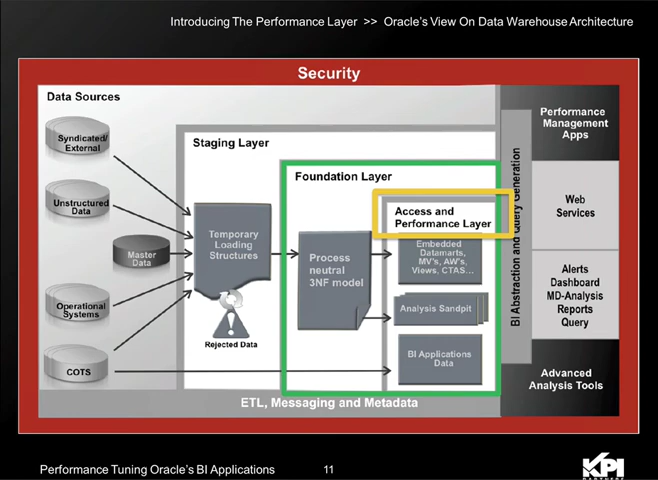 Introducing The Performance Layer >> Oracle's View On Data Warehouse Architecture
Security
Data Sources
Syndicated/
External
Unstructured
Data
Master
Data
Operational
Systems
COTS
Staging Layer
Temporary
Loading
Structures
Rejected Data
Foundation Layer
Process
neutral
3NF model
Access and
Performance Layer
Embedded
Datamarts,
MV's, AW's,
Views, CTAS...
Analysis Sandpit
BI Applications
Data
BI Abstraction and Query Generation
Performance
Management
Apps
Web
Services
Alerts
Dashboard
MD-Analysis
Reports
Query
Advanced
Analysis Tools
ETL, Messaging and Metadata
Performance Tuning Oracle's BI Applications
11
KPI
PARTNERS